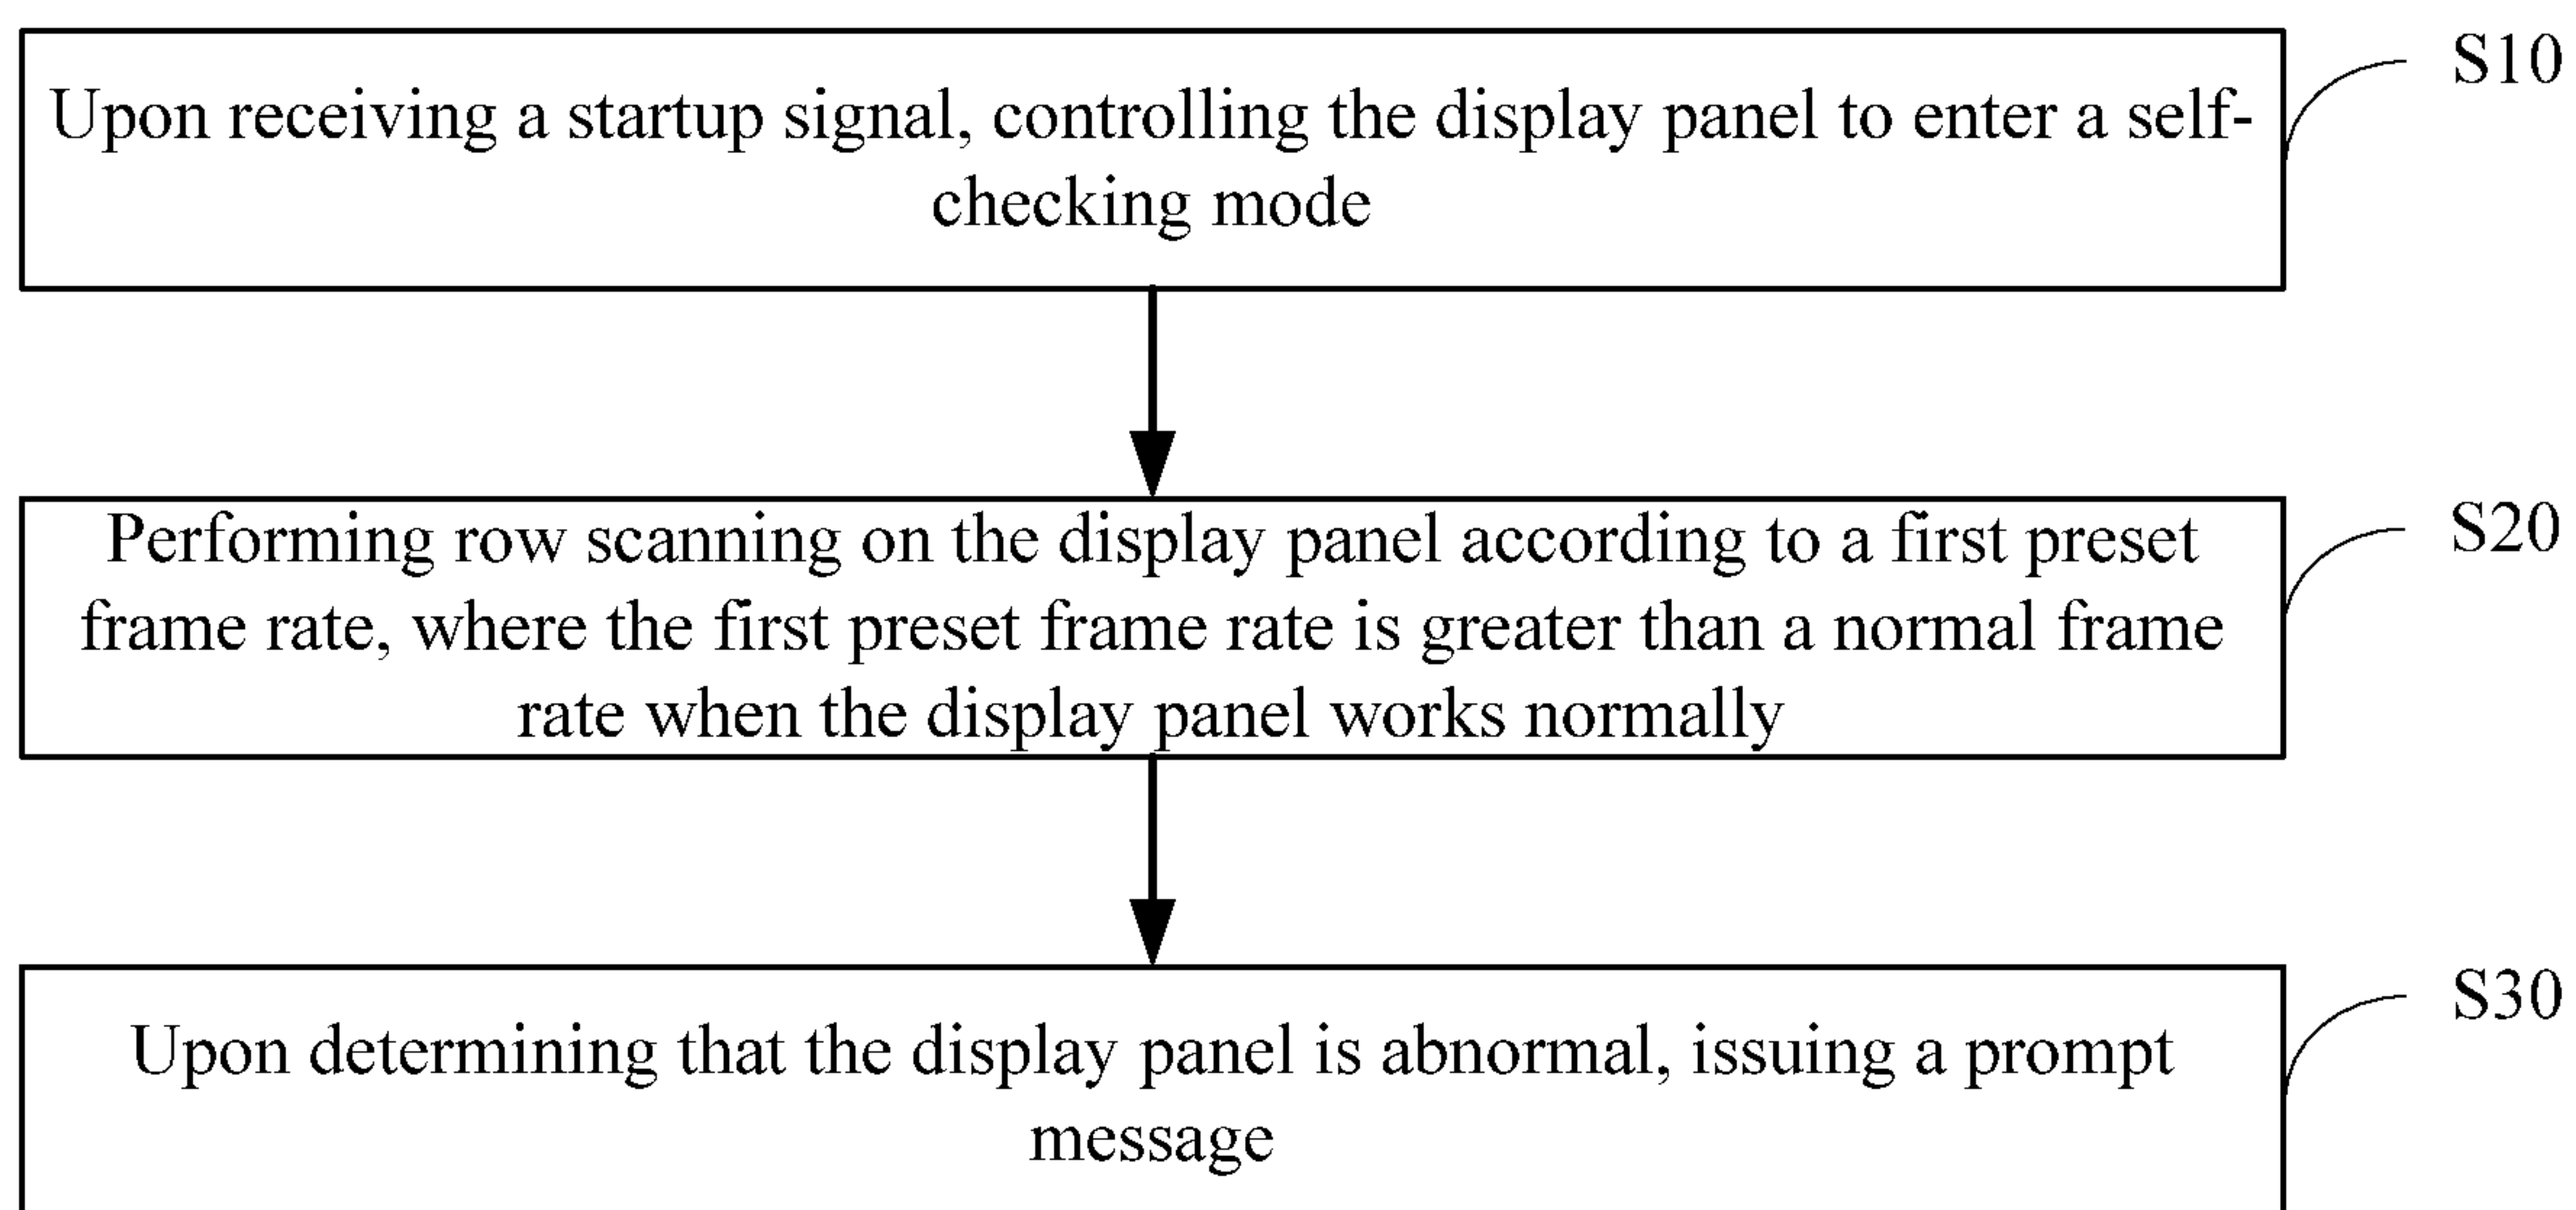 Upon receiving a startup signal, controlling the display panel to enter a self-
checking mode
S10
Performing row scanning on the display panel according to a first preset
frame rate, where the first preset frame rate is greater than a normal frame
rate when the display panel works normally
S20
Upon determining that the display panel is abnormal, issuing a prompt
message
S30